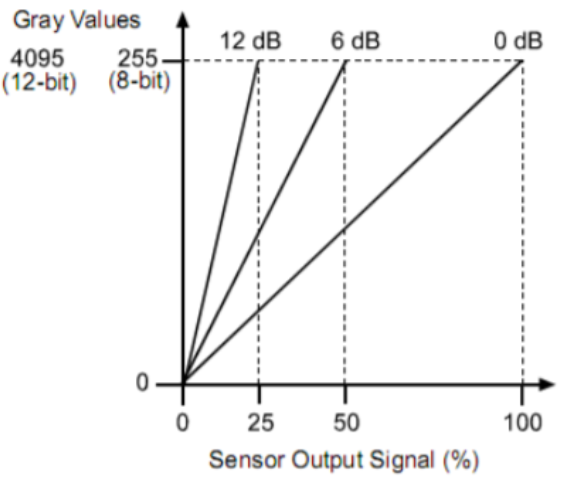 Gray Values
12 dB 6 dB 0 dB
4095 255
(12-bit) (8-bit)
0
0 25 50 100
Sensor Output Signal (%)